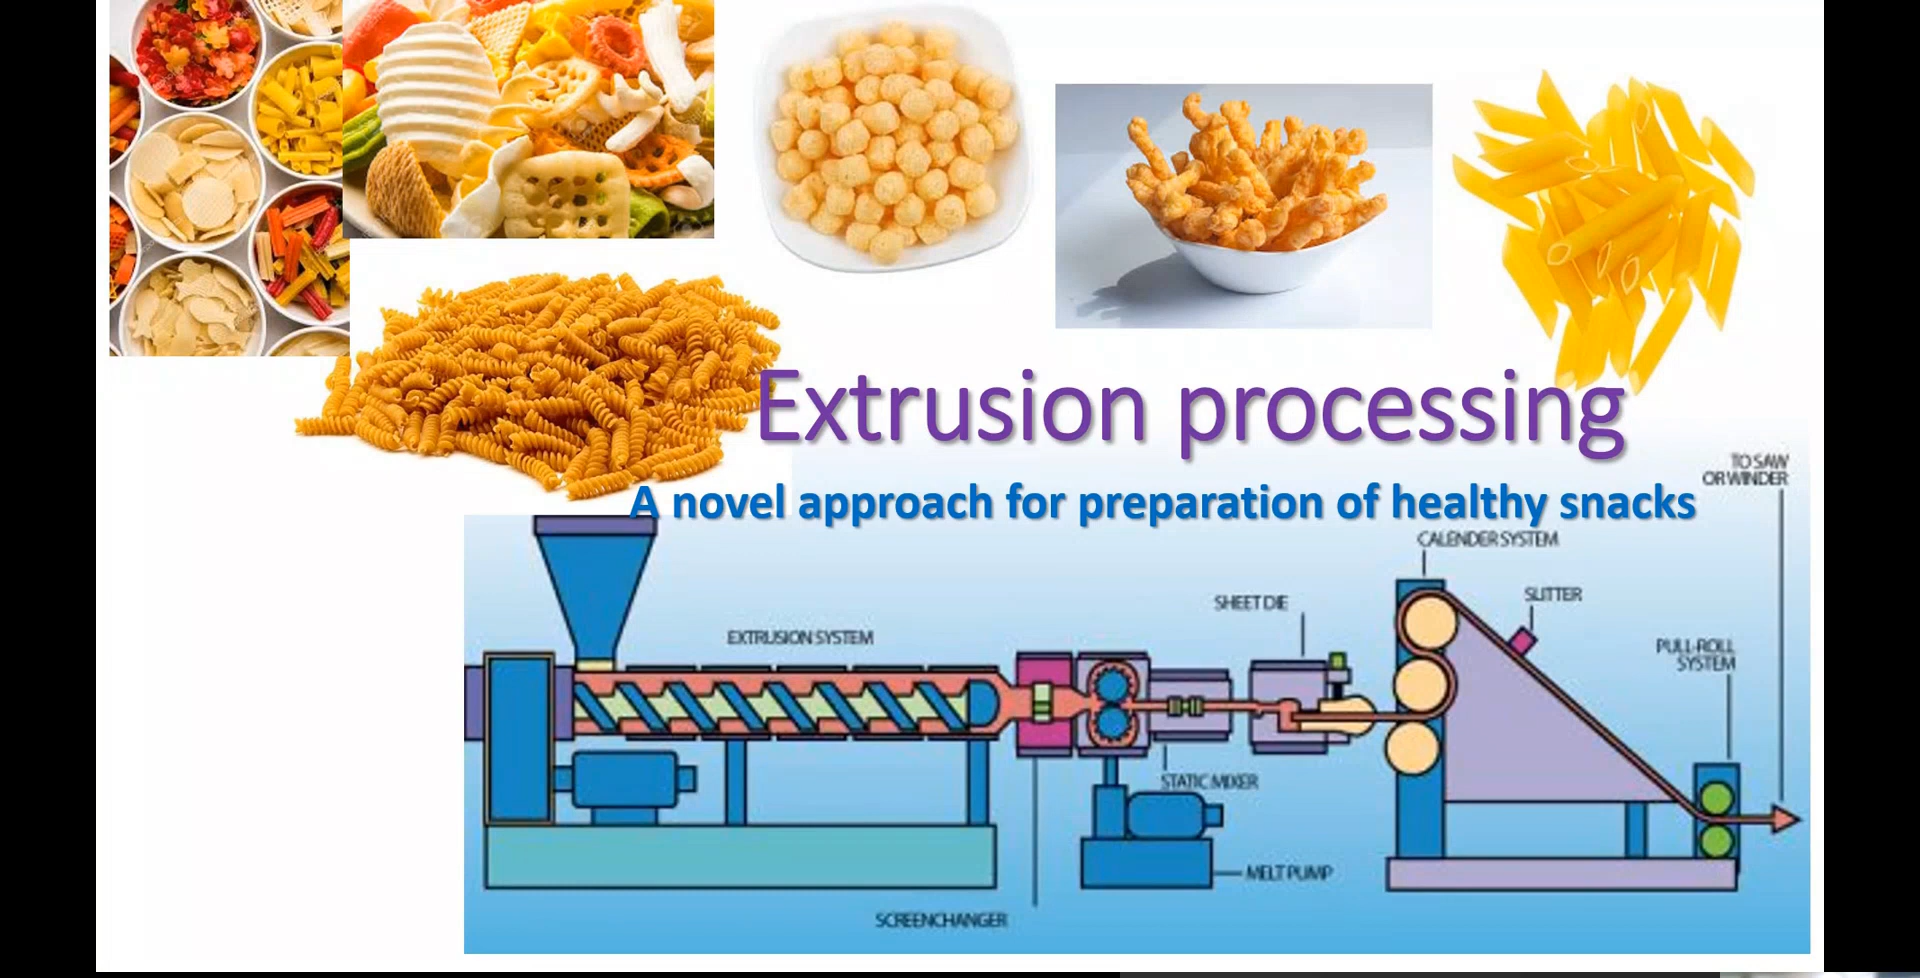 Extrusion processing
A novel approach for preparation of healthy snacks
TO SAW
OR WINDER
CALENDER SYSTEM
SLITTER
SHEET DIE
EXTRUSION SYSTEM
PULL-ROLL
SYSTEM
STATIC MIXER
MELT PUMP
SCREENCHANGER